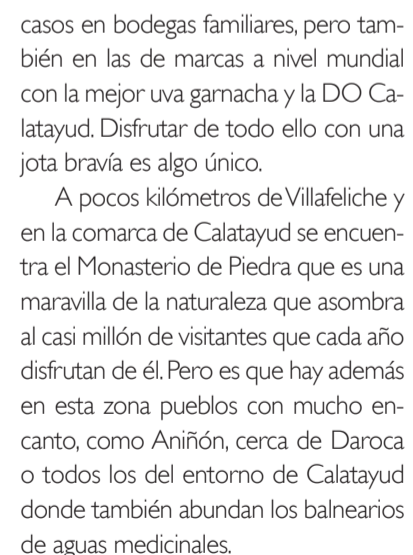 casos en bodegas familiares, pero tam-
bién en las de marcas a nivel mundial
con la mejor uva garnacha y la DO Ca-
latayud. Disfrutar de todo ello con una
jota bravía es algo único.
A pocos kilómetros de Villafeliche y
en la comarca de Calatayud se encuen-
tra el Monasterio de Piedra que es una
maravilla de la naturaleza que asombra
al casi millón de visitantes que cada año
disfrutan de él. Pero es que hay además
en esta zona pueblos con mucho en-
canto, como Aniñón, cerca de Daroca
o todos los del entorno de Calatayud
donde también abundan los balnearios
de aguas medicinales.